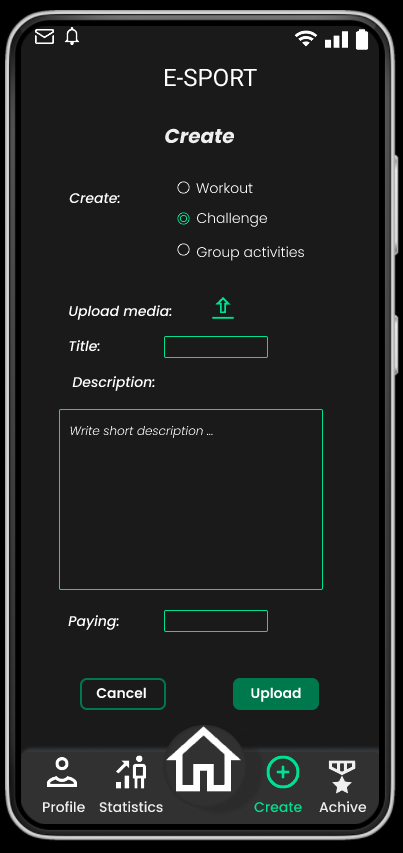 E-SPORT
Create
Create:
Workout
Challenge
Group activities
Upload media:
Title:
Description:
Write short description ...
Paying:
Cancel Upload
Profile Statistics Create Achive